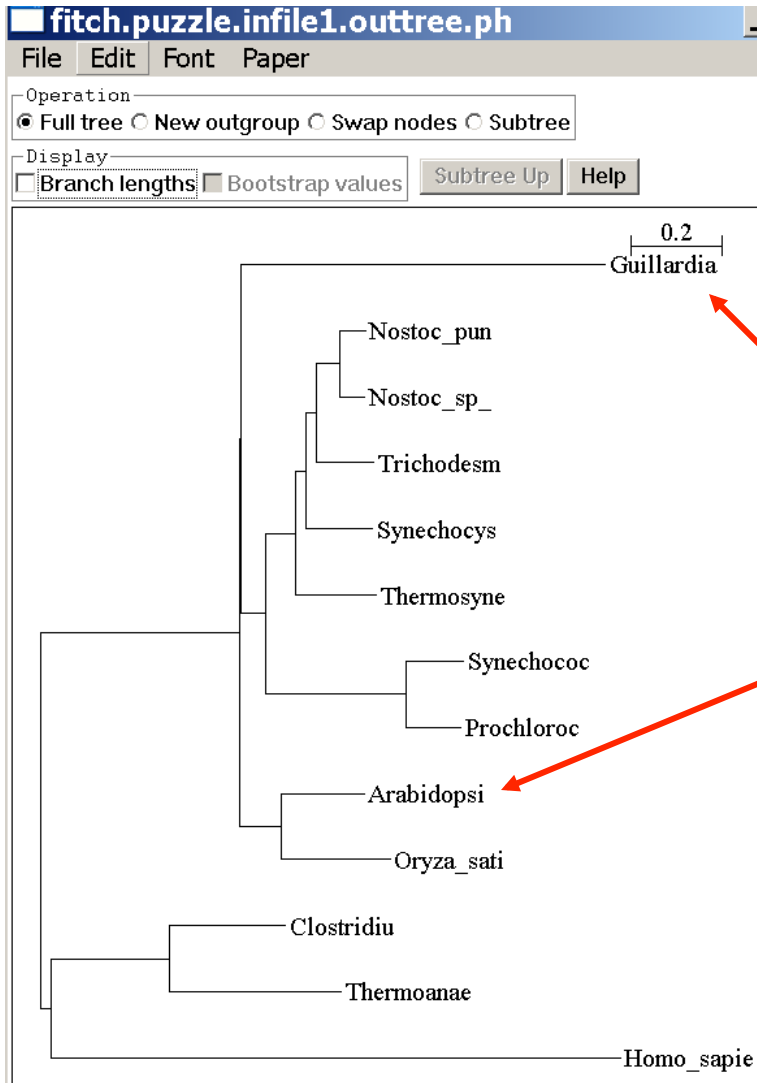 fitch.puzzle.infile1.outtree.ph
File Edit Font Paper
Operation
Full tree New outgroup Swap nodes Subtree
Display
Branch lengths Bootstrap values Subtree Up Help
0.2
Guillardia
Nostoc_pun
Nostoc_sp_
Trichodesm
Synechocys
Thermosyne
Synechococ
Prochloroc
Arabidopsi
Oryza_sati
Clostridiu
Thermoanae
Homo_sapie